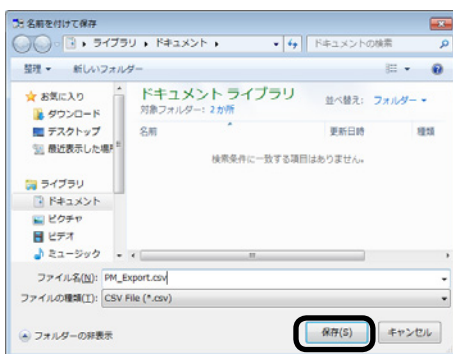 名前を付けて保存
ライブラリ ▸ ドキュメント ▸
ドキュメントの検索
整理 ▾ 新しいフォルダー
お気に入り
ダウンロード
デスクトップ
最近表示した場所
ライブラリ
ドキュメント
ピクチャ
ビデオ
ミュージック
ドキュメント ライブラリ
対象フォルダー: 2 か所
並べ替え: フォルダー ▾
名前 更新日時 種類
検索条件に一致する項目はありません。
ファイル名(N): PM_Export.csv
ファイルの種類(T): CSV File (*.csv)
フォルダーの非表示
保存(S) キャンセル